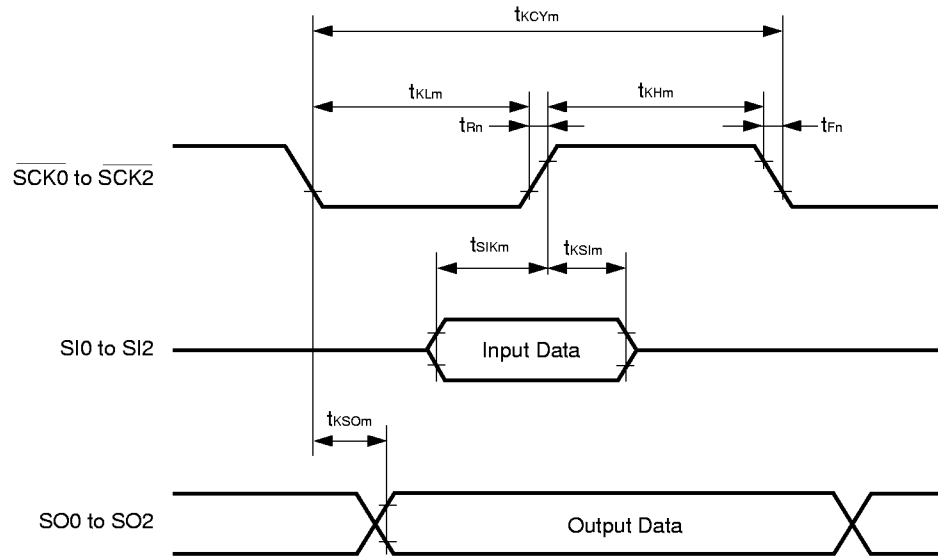 tKCYm
tKLm
tKHm
tRn
tFn
SCK0 to SCK2
tSIKm
tKSIm
SI0 to SI2
Input Data
tKSOm
SO0 to SO2
Output Data